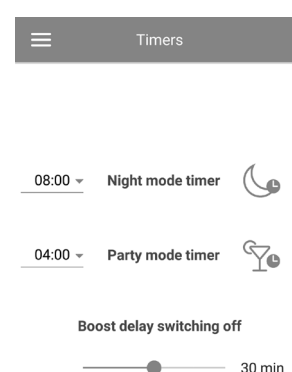 Timers
08:00 Night mode timer
04:00 Party mode timer
Boost delay switching off
30 min